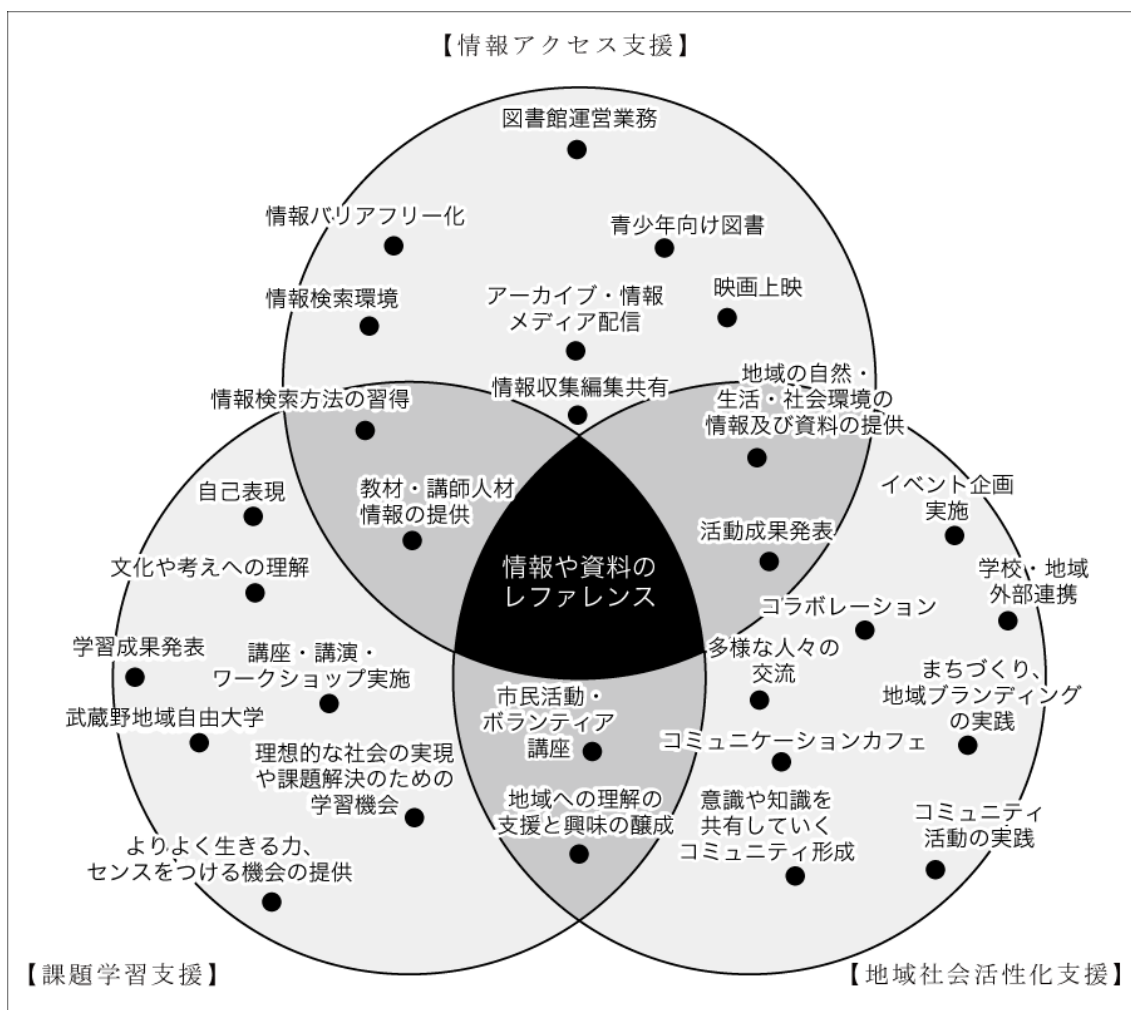 【情報アクセス支援】
図書館運営業務
情報バリアフリー化
青少年向け図書
情報検索環境
アーカイブ・情報
メディア配信
映画上映
情報検索方法の習得
情報収集編集共有
地域の自然・
生活・社会環境の
情報及び資料の提供
自己表現
教材・講師人材
情報の提供
活動成果発表
イベント企画
実施
文化や考えへの理解
情報や資料の
レファレンス
コラボレーション
学校・地域
外部連携
学習成果発表
講座・講演・
ワークショップ実施
多様な人々の
交流
まちづくり、
地域ブランディング
の実践
武蔵野地域自由大学
市民活動・
ボランティア
講座
コミュニケーションカフェ
理想的な社会の実現
や課題解決のための
学習機会
地域への理解の
支援と興味の醸成
意識や知識を
共有していく
コミュニティ形成
コミュニティ
活動の実践
よりよく生きる力、
センスをつける機会の提供
【課題学習支援】
【地域社会活性化支援】